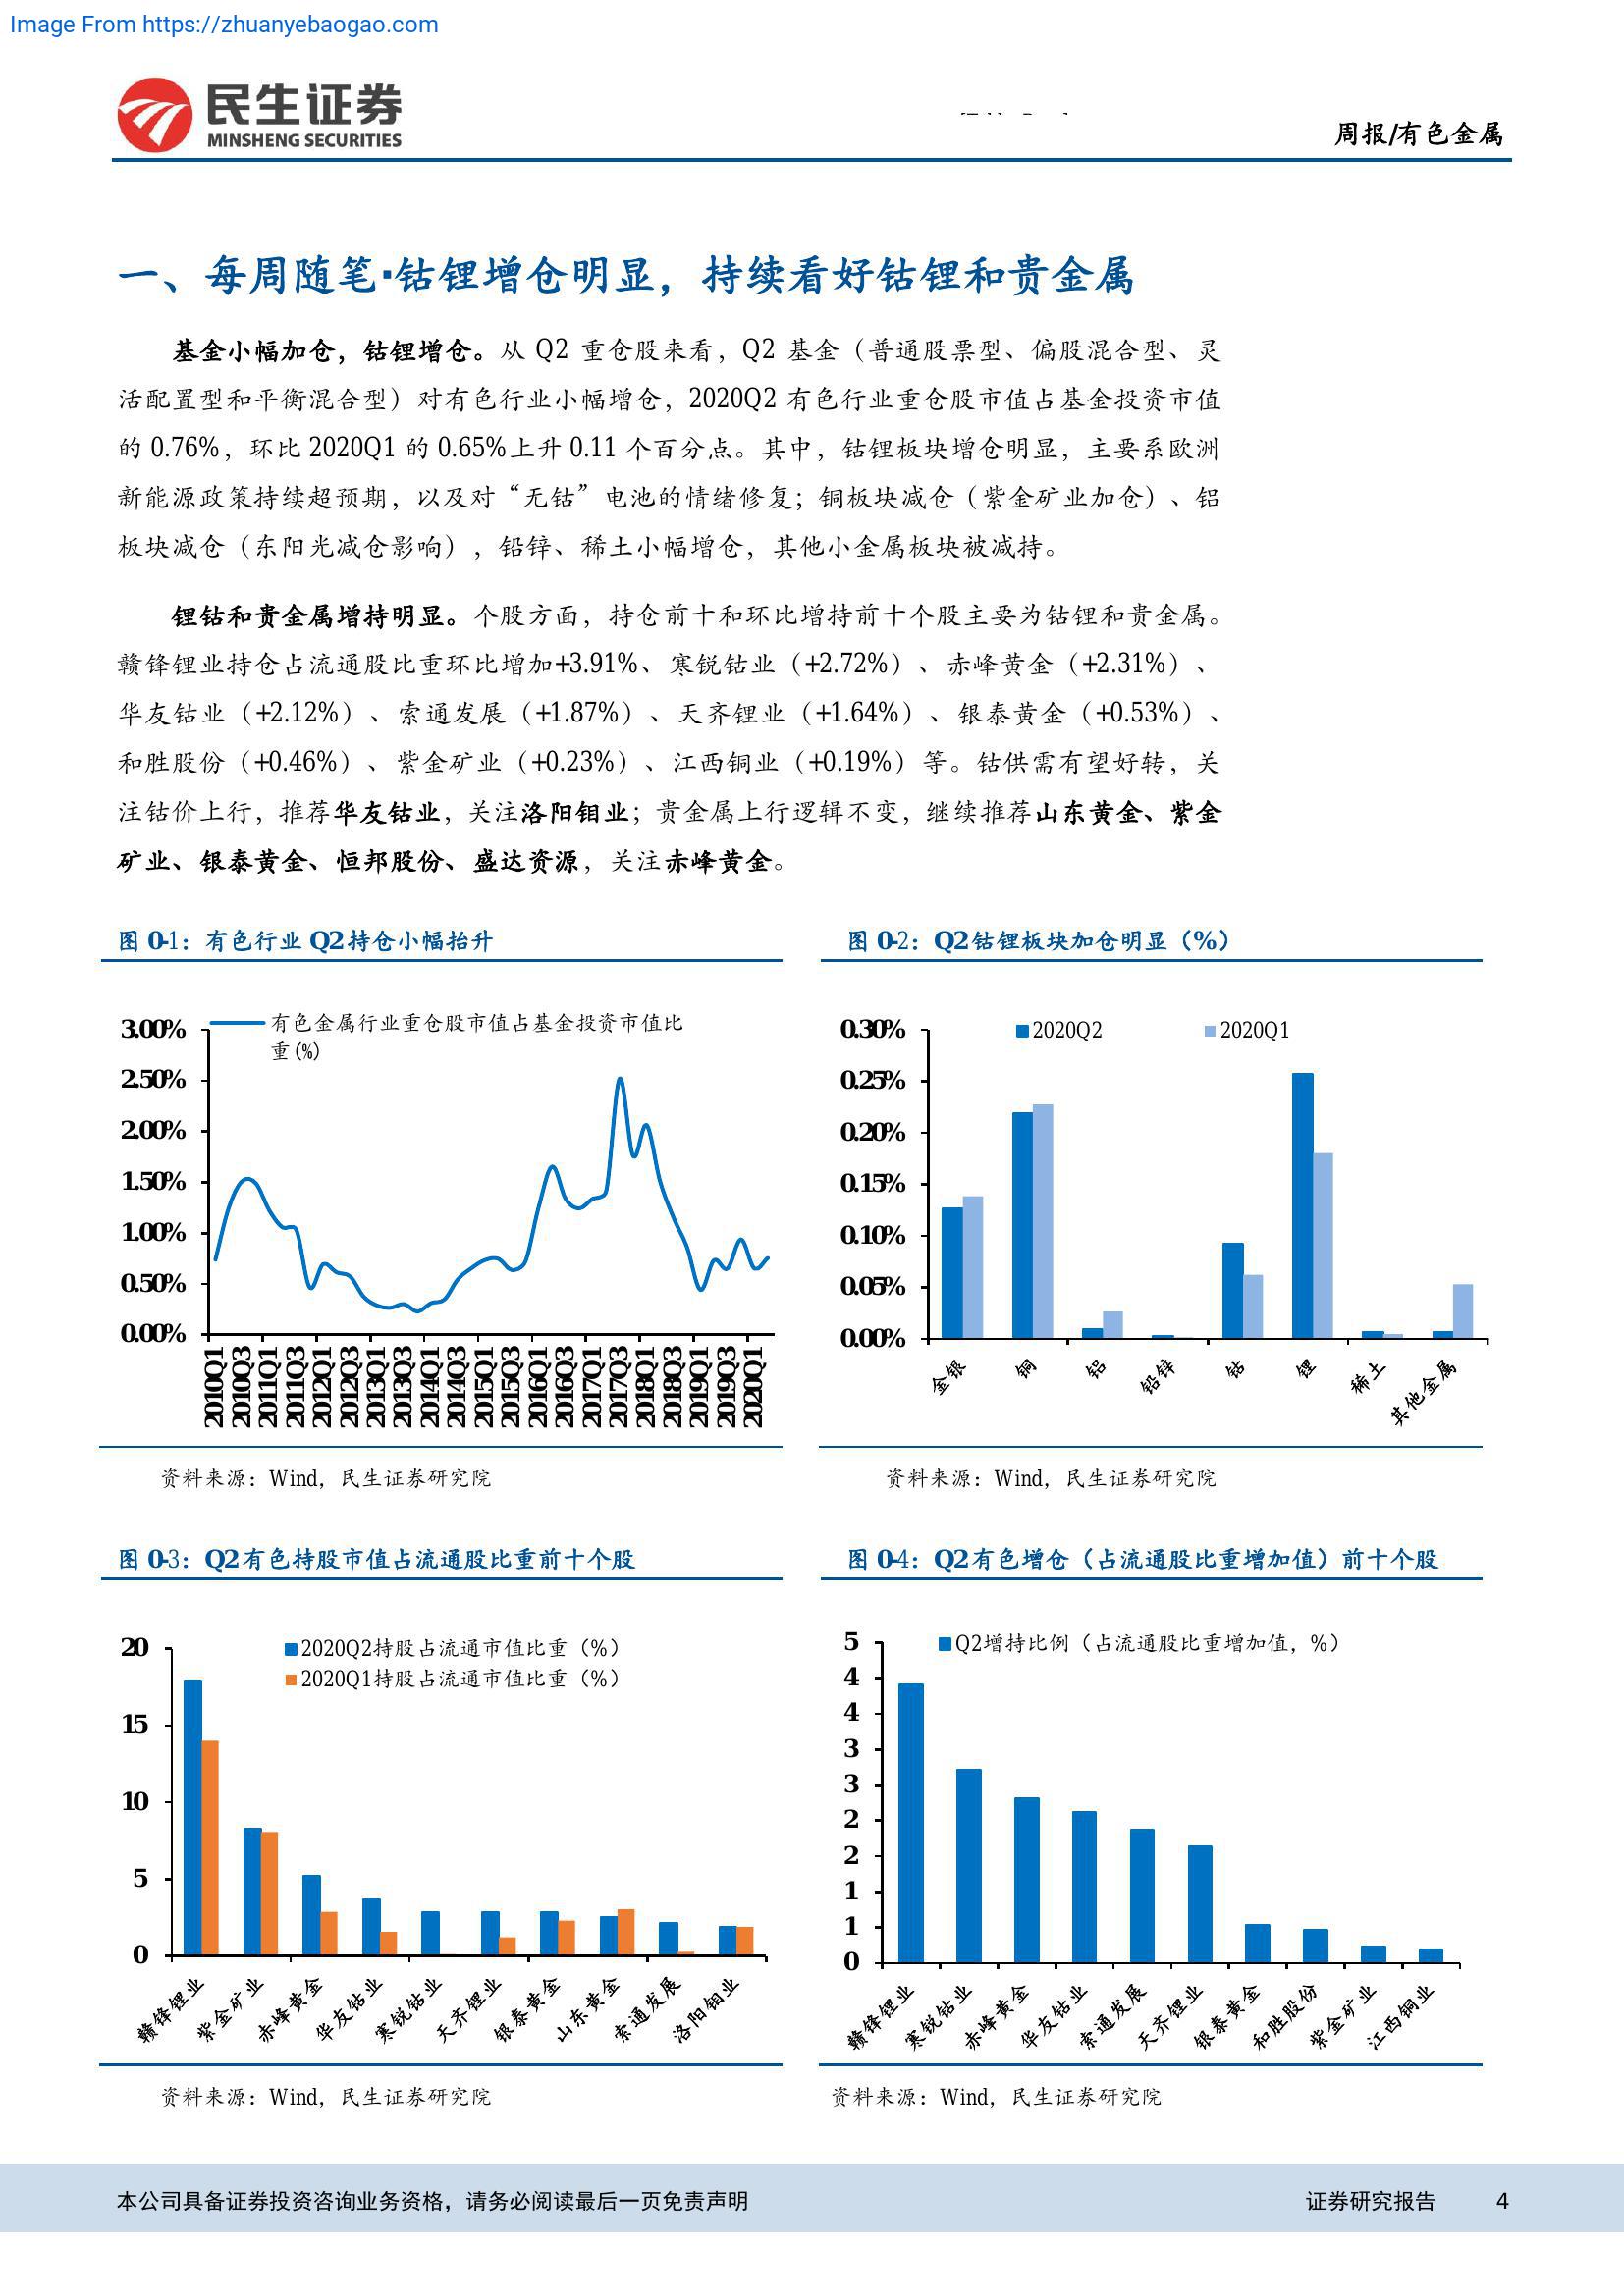 Image From https://zhuanyebaogao.com
民生证券
MINSHENG SECURITIES
周报/有色金属
一、每周随笔·钴锂增仓明显，持续看好钴锂和贵金属
基金小幅加仓，钴锂增仓。从 Q2 重仓股来看，Q2 基金（普通股票型、偏股混合型、灵
活配置型和平衡混合型）对有色行业小幅增仓，2020Q2 有色行业重仓股市值占基金投资市值
的 0.76%，环比 2020Q1 的 0.65%上升 0.11 个百分点。其中，钴锂板块增仓明显，主要系欧洲
新能源政策持续超预期，以及对“无钴”电池的情绪修复；铜板块减仓（紫金矿业加仓）、铝
板块减仓（东阳光减仓影响），铅锌、稀土小幅增仓，其他小金属板块被减持。
锂钴和贵金属增持明显。个股方面，持仓前十和环比增持前十个股主要为钴锂和贵金属。
赣锋锂业持仓占流通股比重环比增加+3.91%、寒锐钴业（+2.72%）、赤峰黄金（+2.31%）、
华友钴业（+2.12%）、索通发展（+1.87%）、天齐锂业（+1.64%）、银泰黄金（+0.53%）、
和胜股份（+0.46%）、紫金矿业（+0.23%）、江西铜业（+0.19%）等。钴供需有望好转，关
注钴价上行，推荐华友钴业，关注洛阳钼业；贵金属上行逻辑不变，继续推荐山东黄金、紫金
矿业、银泰黄金、恒邦股份、盛达资源，关注赤峰黄金。
图 0-1：有色行业 Q2 持仓小幅抬升
有色金属行业重仓股市值占基金投资市值比
重(%)
3.00%
2.50%
2.00%
1.50%
1.00%
0.50%
0.00%
2010Q1
2010Q3
2011Q1
2011Q3
2012Q1
2012Q3
2013Q1
2013Q3
2014Q1
2014Q3
2015Q1
2015Q3
2016Q1
2016Q3
2017Q1
2017Q3
2018Q1
2018Q3
2019Q1
2019Q3
2020Q1
资料来源：Wind，民生证券研究院
图 0-2：Q2 钴锂板块加仓明显（%）
2020Q2
2020Q1
0.30%
0.25%
0.20%
0.15%
0.10%
0.05%
0.00%
金银
铜
铝
铅锌
钴
锂
稀土
其他金属
资料来源：Wind，民生证券研究院
图 0-3：Q2 有色持股市值占流通股比重前十个股
2020Q2持股占流通市值比重（%）
2020Q1持股占流通市值比重（%）
20
15
10
5
0
赣锋锂业
紫金矿业
赤峰黄金
华友钴业
寒锐钴业
天齐锂业
银泰黄金
山东黄金
索通发展
洛阳钼业
资料来源：Wind，民生证券研究院
图 0-4：Q2 有色增仓（占流通股比重增加值）前十个股
Q2增持比例（占流通股比重增加值，%）
5
4
4
3
3
2
2
1
1
0
赣锋锂业
寒锐钴业
赤峰黄金
华友钴业
索通发展
天齐锂业
银泰黄金
和胜股份
紫金矿业
江西铜业
资料来源：Wind，民生证券研究院
本公司具备证券投资咨询业务资格，请务必阅读最后一页免责声明
证券研究报告
4